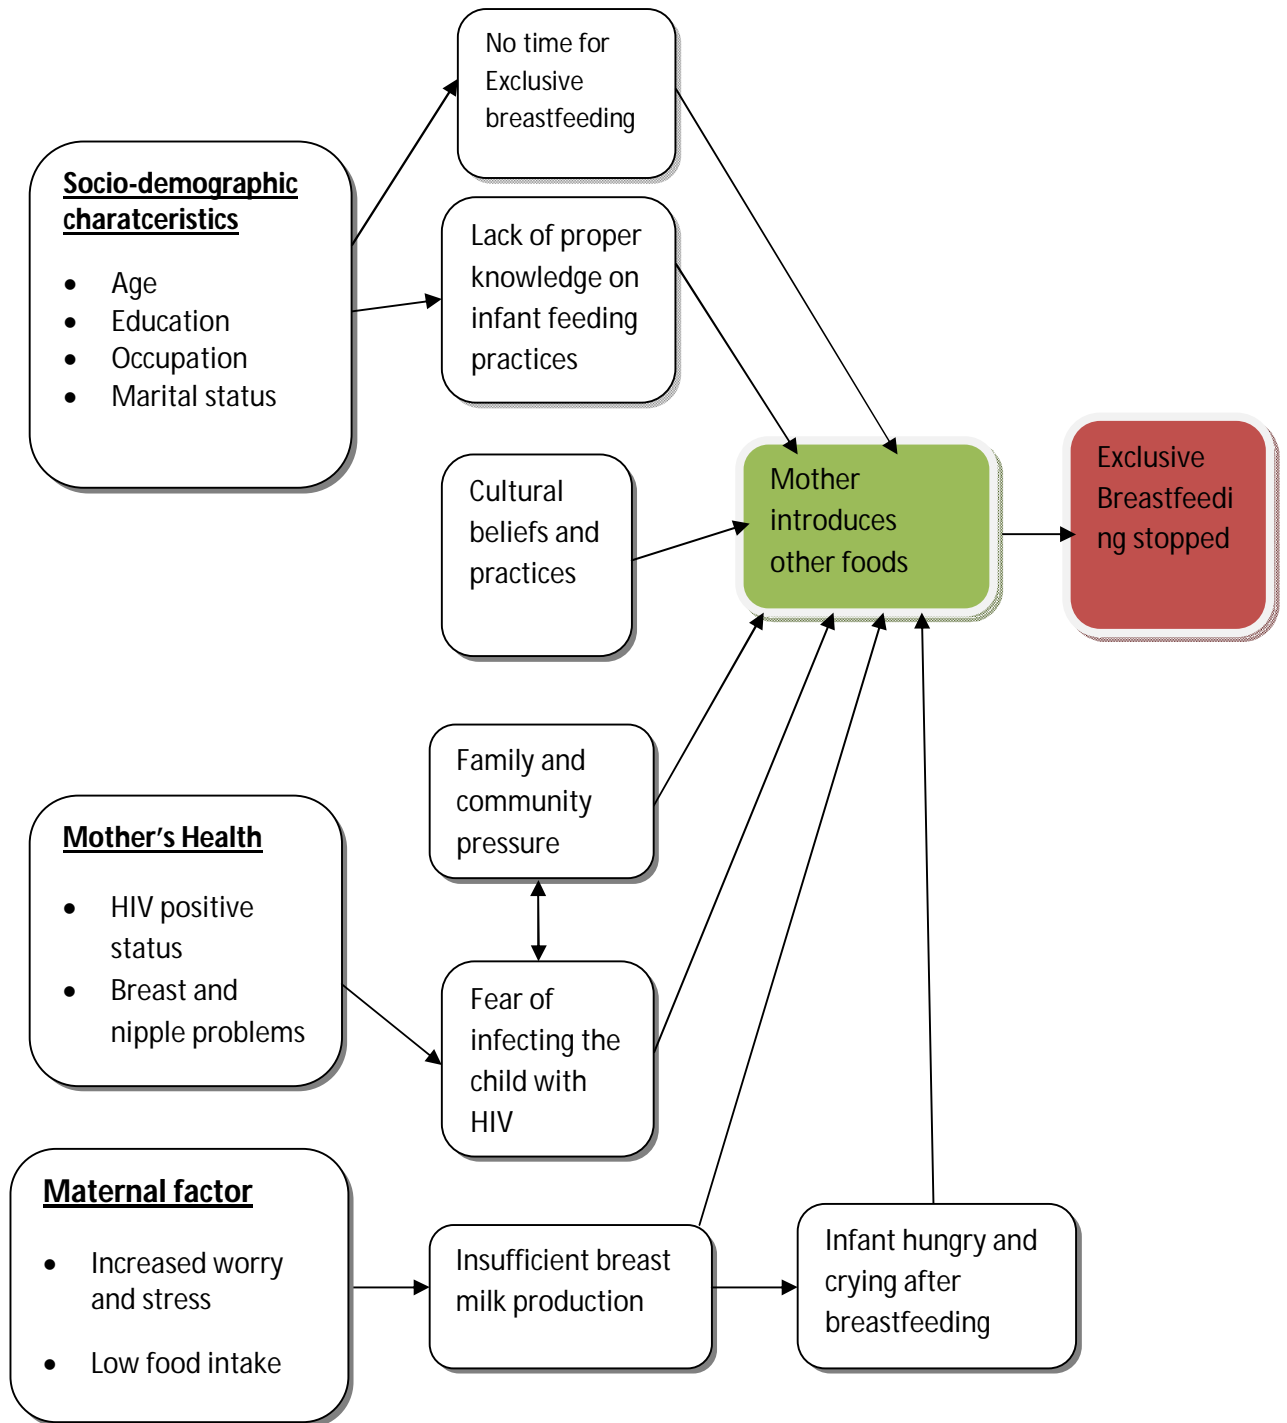 No time for
Exclusive
breastfeeding
Socio-demographic
charatceristics
• Age
• Education
• Occupation
• Marital status
Lack of proper
knowledge on
infant feeding
practices
Cultural
beliefs and
practices
Mother
introduces
other foods
Exclusive
Breastfeedi
ng stopped
Family and
community
pressure
Mother's Health
• HIV positive
status
• Breast and
nipple problems
Fear of
infecting the
child with
HIV
Maternal factor
• Increased worry
and stress
• Low food intake
Insufficient breast
milk production
Infant hungry and
crying after
breastfeeding